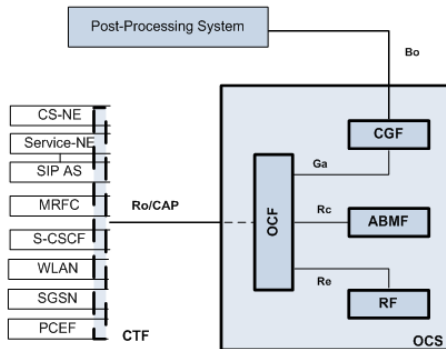 Post-Processing System
Bo
CS-NE
Service-NE
SIP AS
MRFC
S-CSCF
WLAN
SGSN
PCEF
CTF
Ro/CAP
OCF
Ga
Rc
Re
CGF
ABMF
RF
OCS